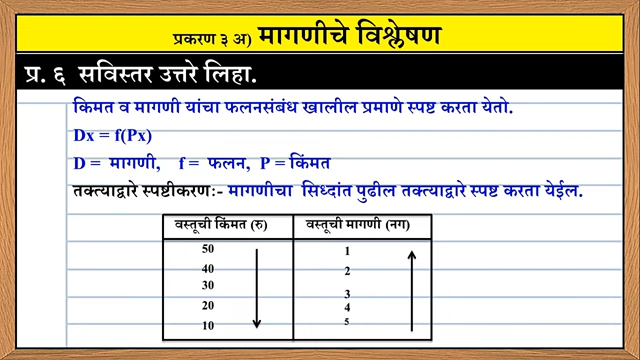 प्रकरण ३ अ) मागणीचे विश्लेषण
प्र. ६ सविस्तर उत्तरे लिहा.
किमत व मागणी यांचा फलनसंबंध खालील प्रमाणे स्पष्ट करता येतो.
Dx = f(Px)
D = मागणी, f = फलन, P = किंमत
तक्त्याद्वारे स्पष्टीकरणः- मागणीचा सिध्दांत पुढील तक्त्याद्वारे स्पष्ट करता येईल.
वस्तूची किंमत (रु) वस्तूची मागणी (नग)
50 1
40 2
30 3
20 4
10 5